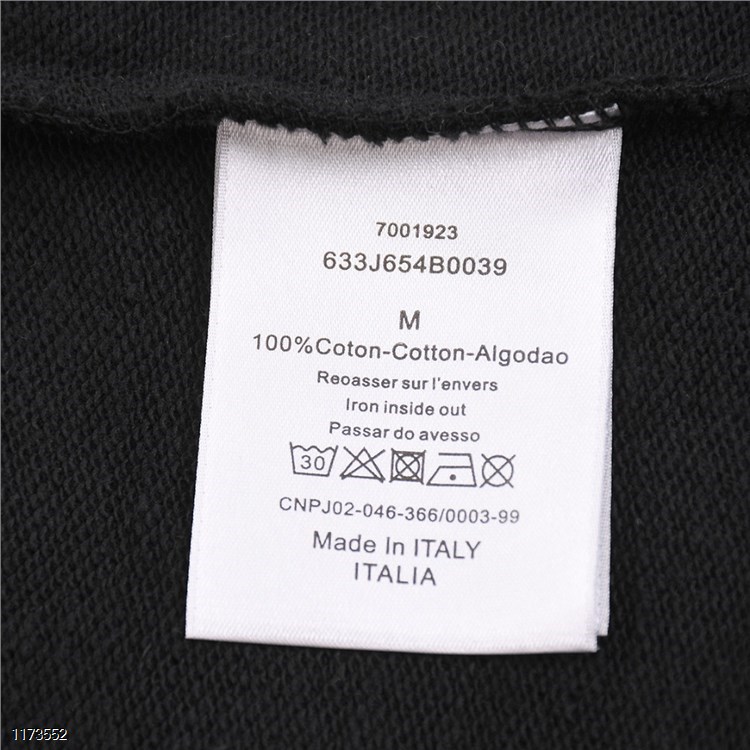 7001923
633J654B0039
M
100%Coton-Cotton-Algodao
Reoasser sur l'envers
Iron inside out
Passar do avesso
30
CNPJ02-046-366/0003-99
Made In ITALY
ITALIA
1173552